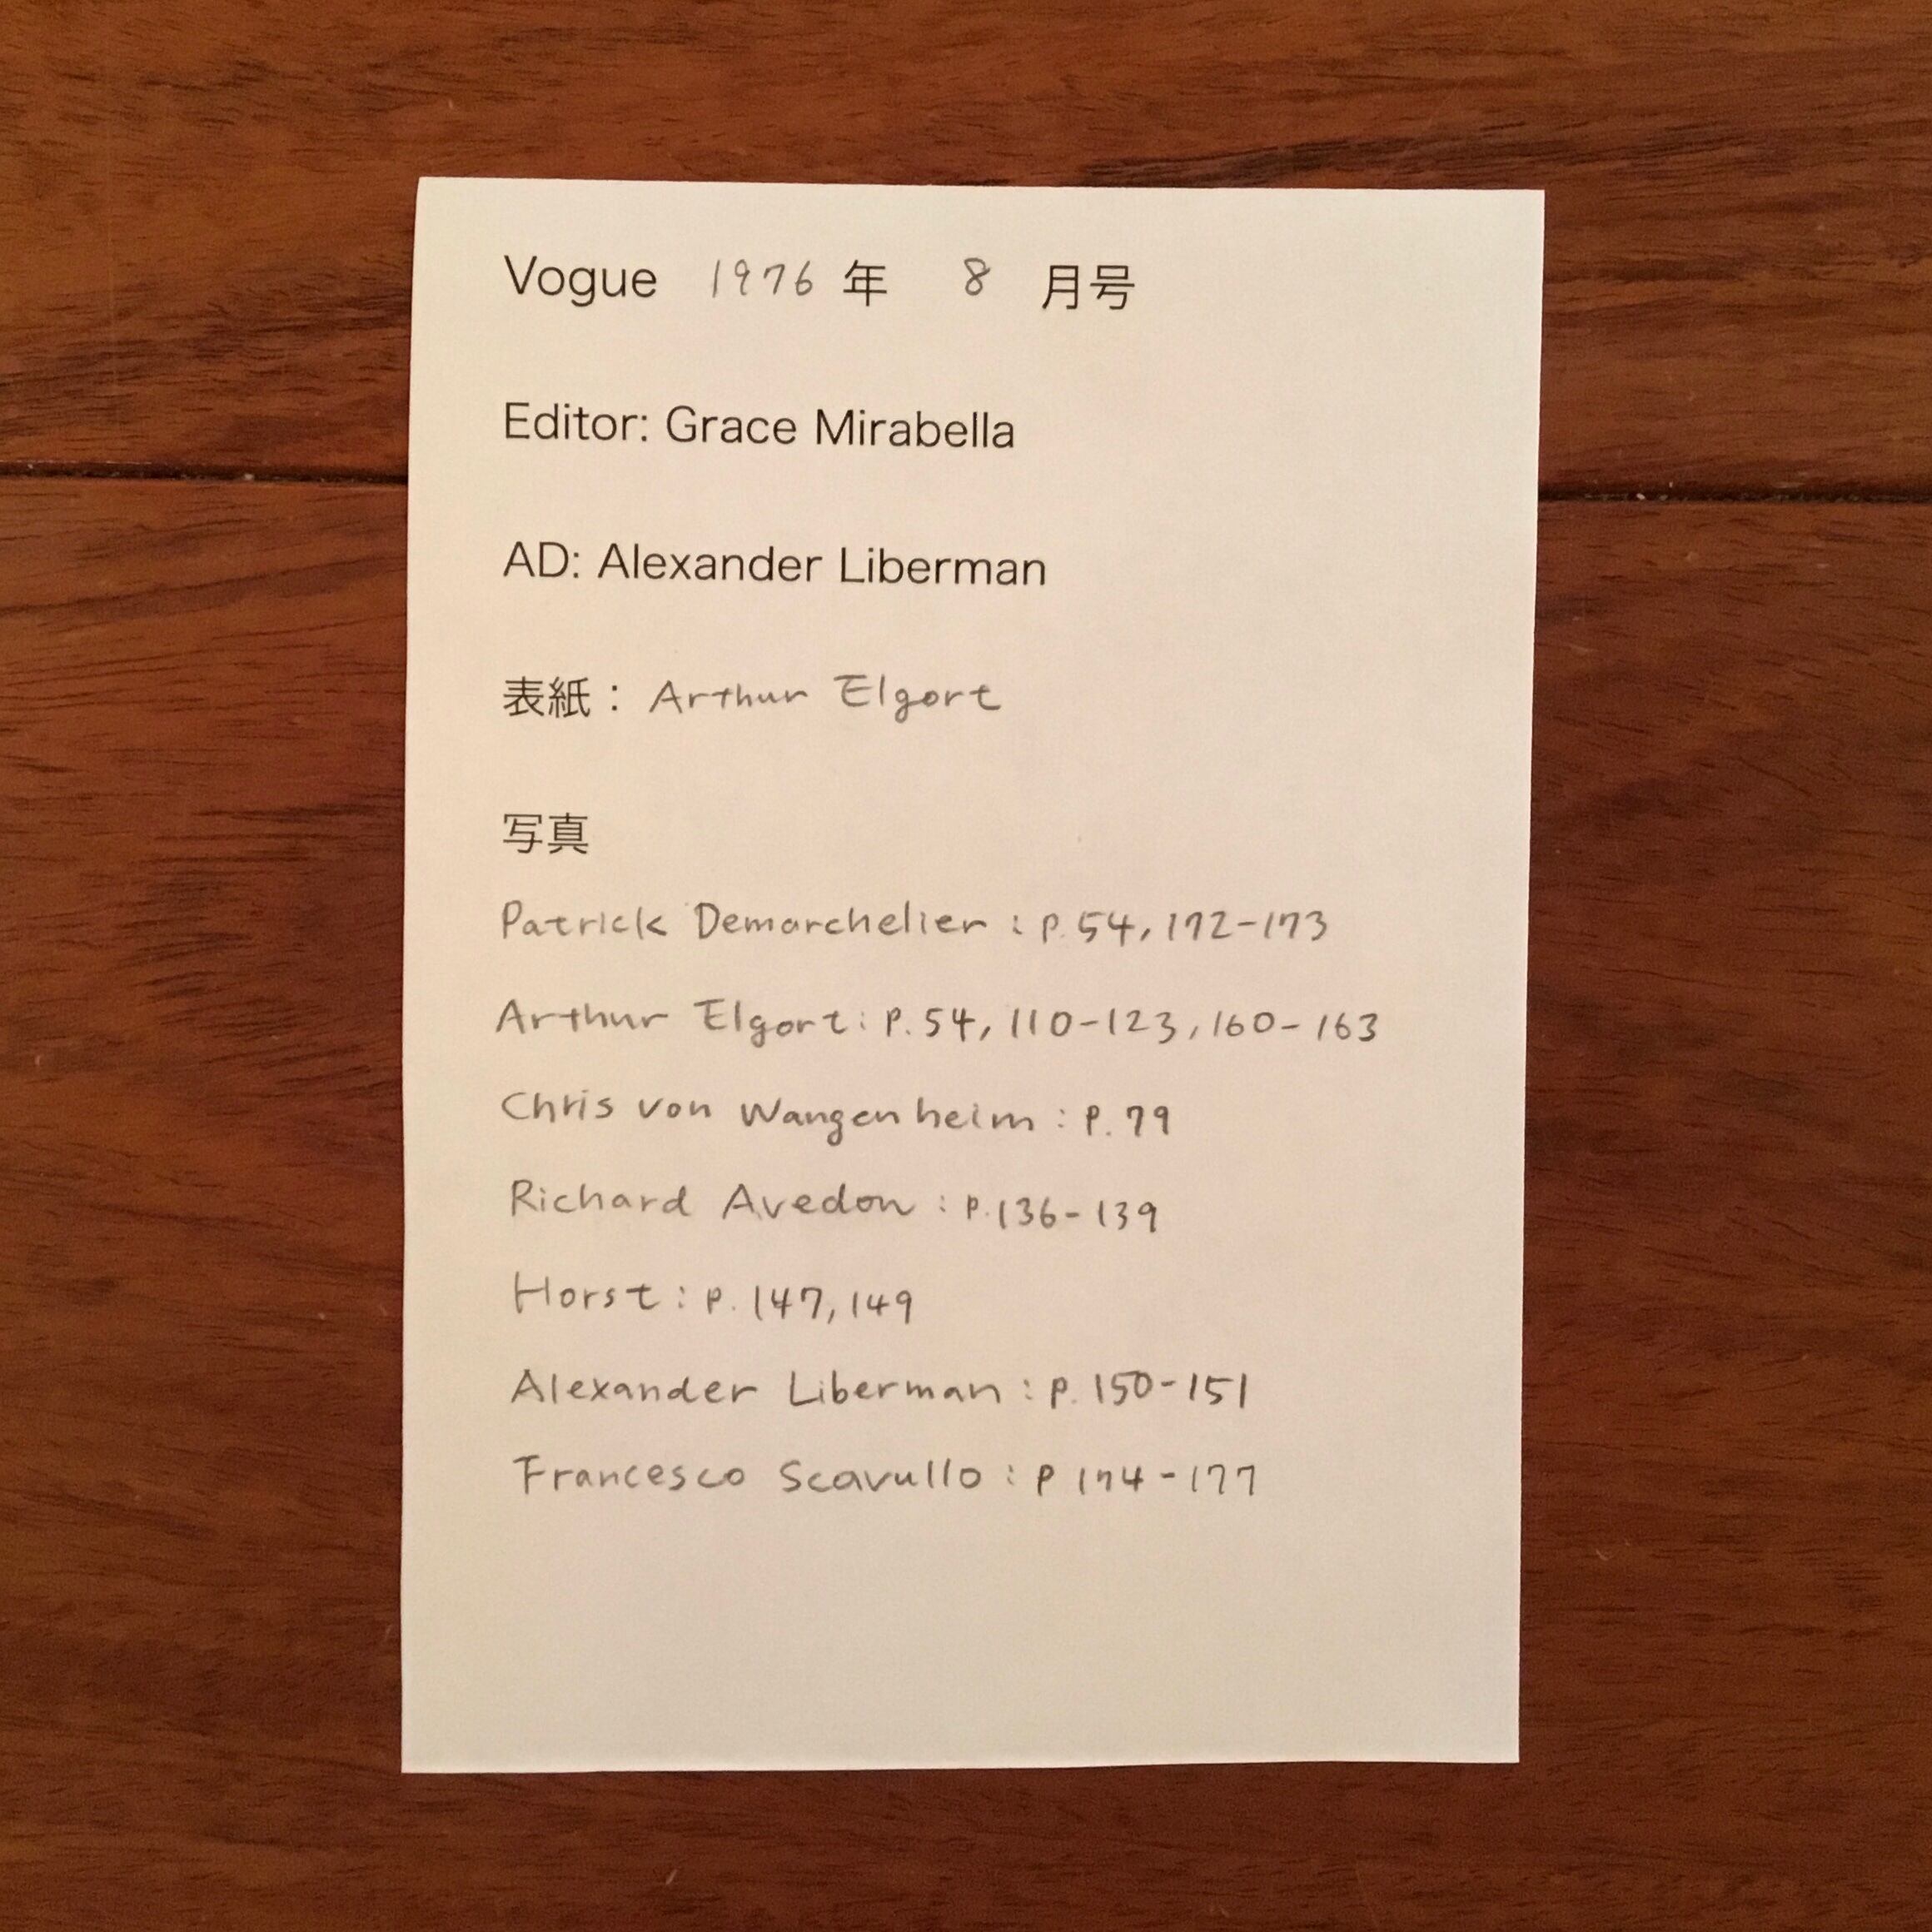 Vogue 1976 年 8 月号
Editor: Grace Mirabella
AD: Alexander Liberman
表紙： Arthur Elgort
写真
Patrick Demarchelier : p.54, 172-173
Arthur Elgort : p.54, 110-123, 160-163
Chris von Wangenheim : p.79
Richard Avedon : p.136-139
Horst : p.147, 149
Alexander Liberman : p.150-151
Francesco Scavullo : p 174-177